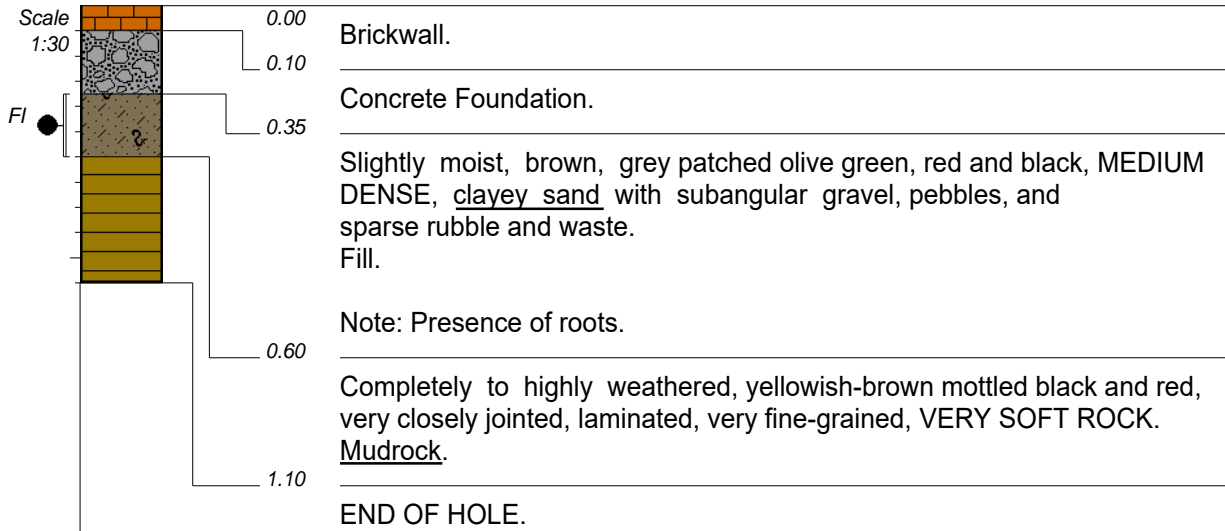 Scale
1:30
0.00
Brickwall.
0.10
Concrete Foundation.
FI
0.35
Slightly moist, brown, grey patched olive green, red and black, MEDIUM
DENSE, clayey sand with subangular gravel, pebbles, and
sparse rubble and waste.
Fill.
Note: Presence of roots.
0.60
Completely to highly weathered, yellowish-brown mottled black and red,
very closely jointed, laminated, very fine-grained, VERY SOFT ROCK.
Mudrock.
1.10
END OF HOLE.